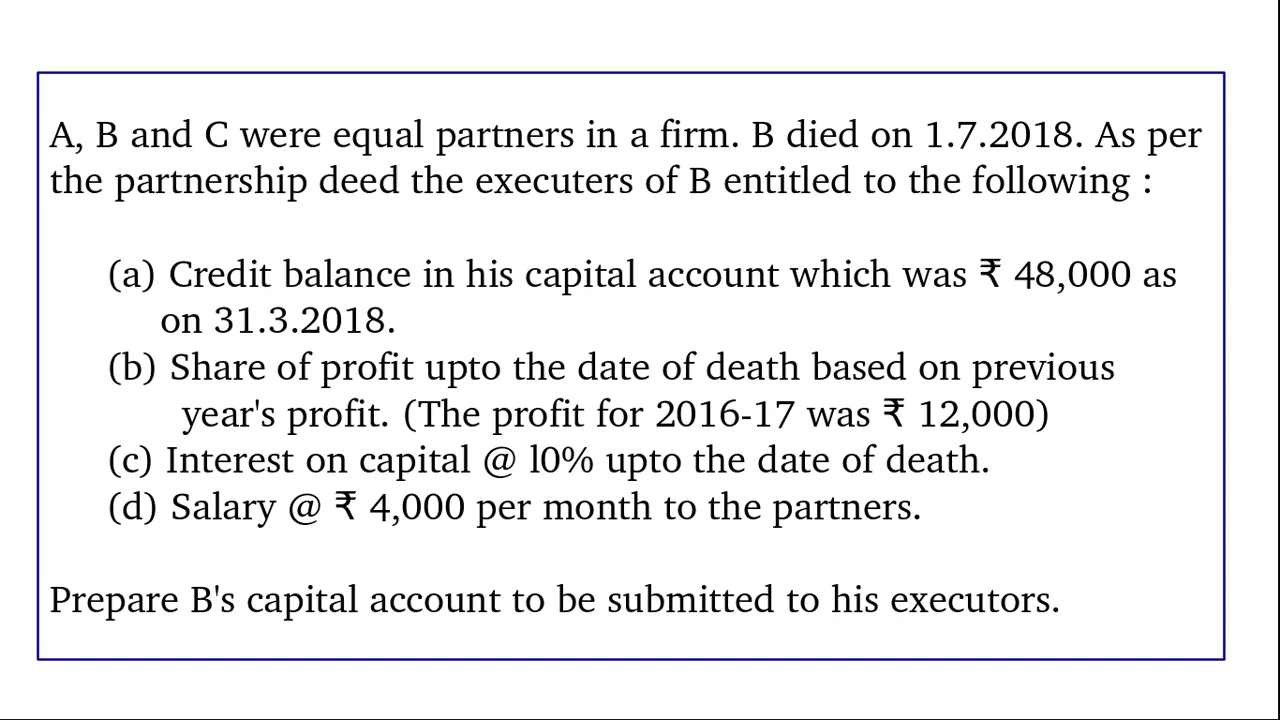 A, B and C were equal partners in a firm. B died on 1.7.2018. As per
the partnership deed the executers of B entitled to the following :
(a) Credit balance in his capital account which was ₹ 48,000 as
on 31.3.2018.
(b) Share of profit upto the date of death based on previous
year's profit. (The profit for 2016-17 was ₹ 12,000)
(c) Interest on capital @ l0% upto the date of death.
(d) Salary @ ₹ 4,000 per month to the partners.
Prepare B's capital account to be submitted to his executors.